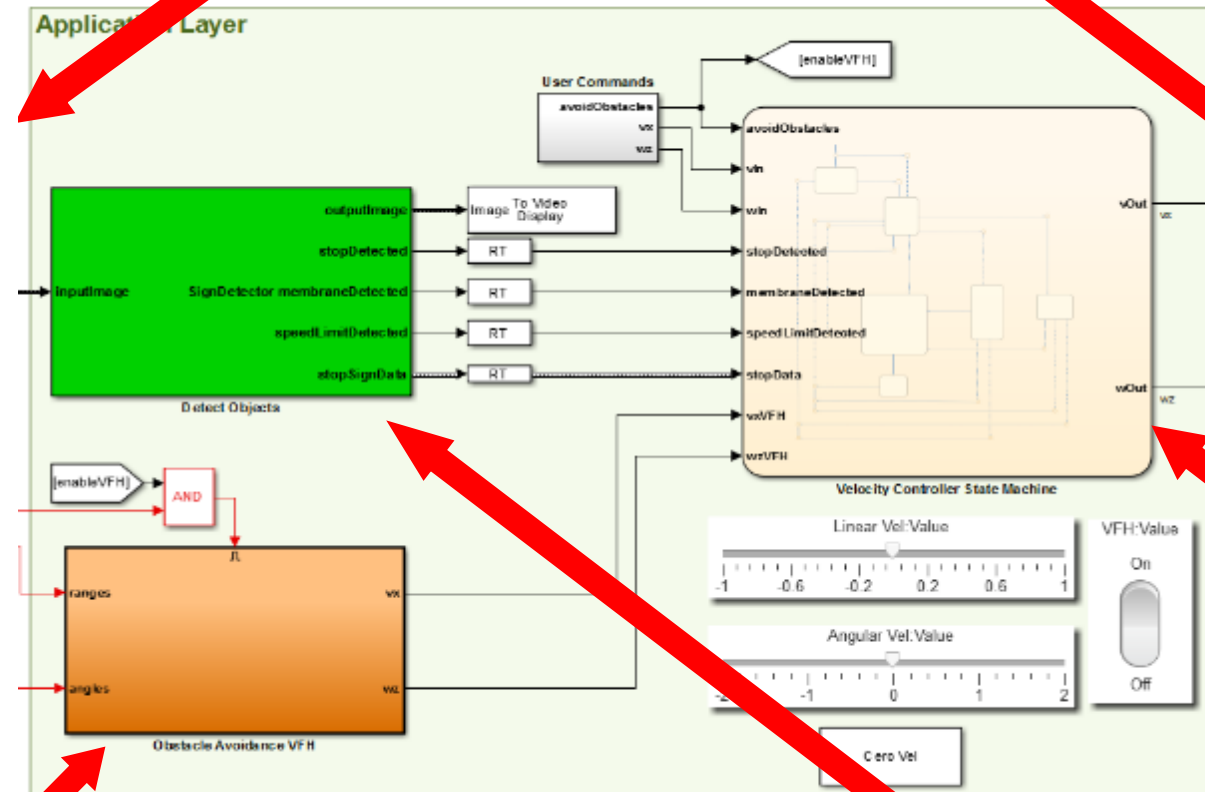 Application Layer
[enableVFH]
User Commands
avoidObstacles
vx
wz
avoidObstacles
vin
win
stopDetected
membraneDetected
speedLimitDetected
stopData
vxVFH
wzVFH
vOut
vx
wOut
wz
Velocity Controller State Machine
inputImage
SignDetector
outputImage
stopDetected
membraneDetected
speedLimitDetected
stopSignData
Detect Objects
Image To Video
Display
RT
RT
RT
RT
[enableVFH]
AND
ranges
angles
vx
wz
Obstacle Avoidance VFH
Linear Vel:Value
-1 -0.6 -0.2 0.2 0.6 1
Angular Vel:Value
-2 -1 0 1 2
VFH:Value
On
Off
Cero Vel